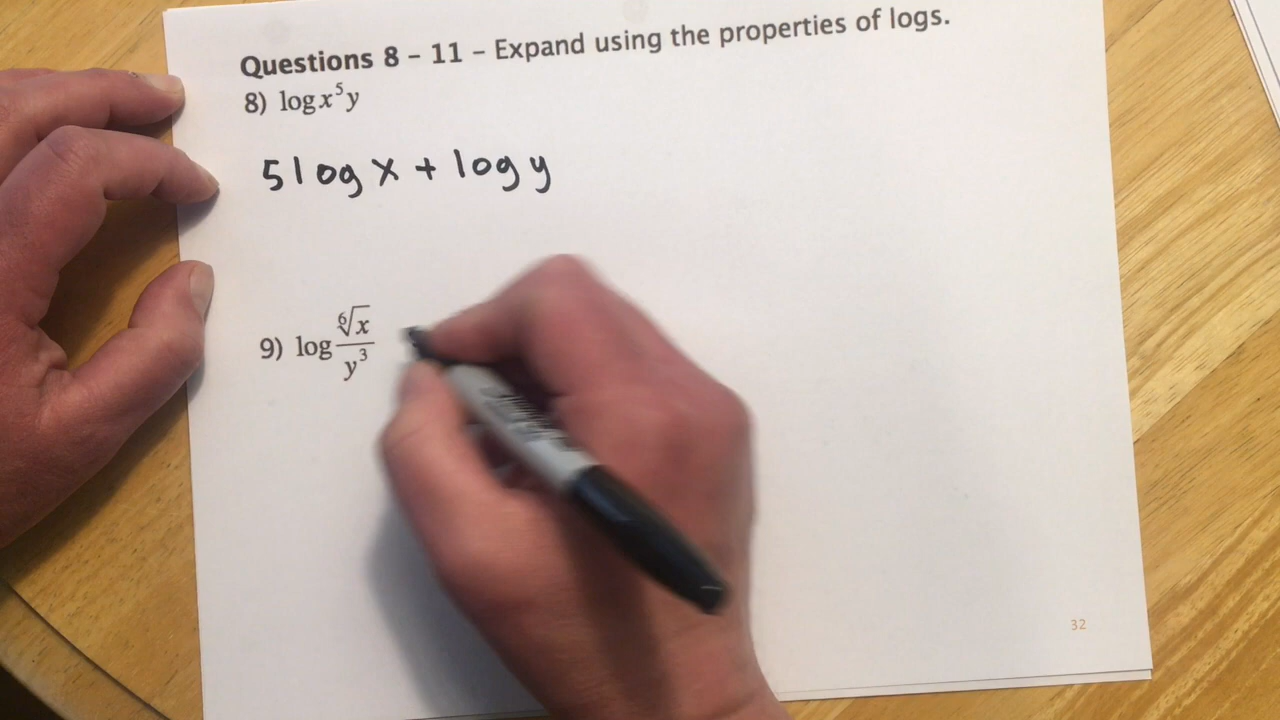 Questions 8 – 11 – Expand using the properties of logs.
8) log x⁵y
5 log x + log y
9) log ⁶√x / y³
32